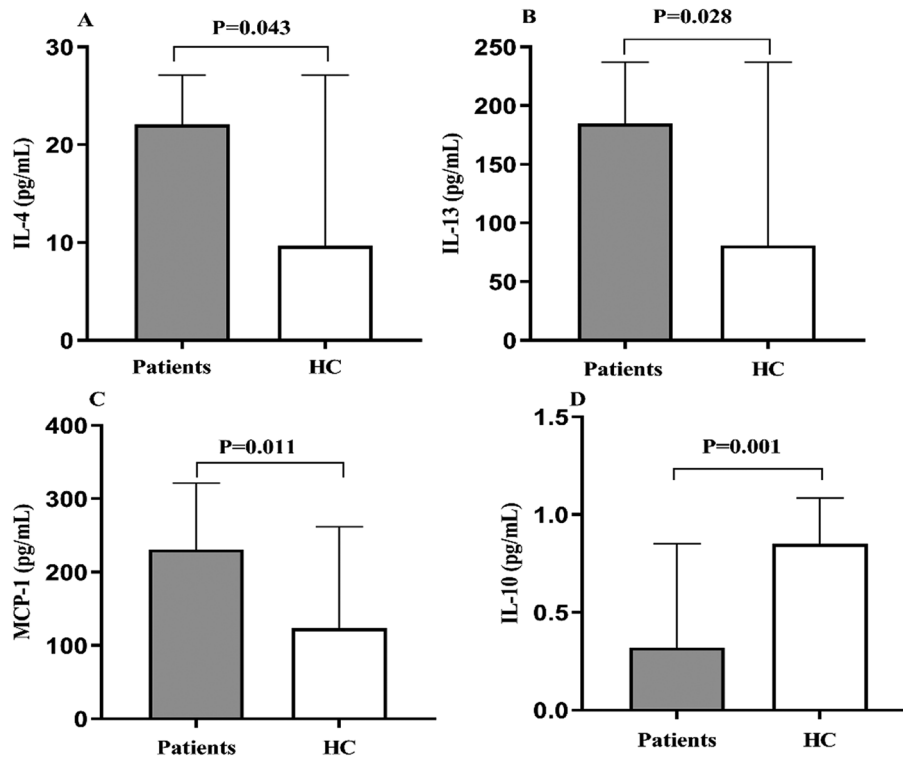 A
P=0.043
IL-4 (pg/mL)
30
20
10
0
Patients HC
B
P=0.028
IL-13 (pg/mL)
250
200
150
100
50
0
Patients HC
C
P=0.011
MCP-1 (pg/mL)
400
300
200
100
0
Patients HC
D
P=0.001
IL-10 (pg/mL)
1.5
1.0
0.5
0.0
Patients HC